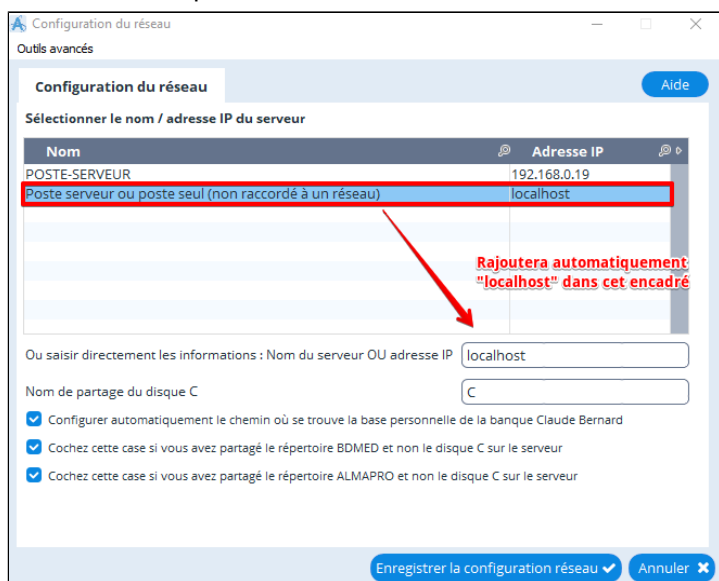 Configuration du réseau
Outils avancés
Configuration du réseau
Aide
Sélectionner le nom / adresse IP du serveur
Nom Adresse IP
POSTE-SERVEUR 192.168.0.19
Poste serveur ou poste seul (non raccordé à un réseau) localhost
Rajoutera automatiquement
"localhost" dans cet encadré
Ou saisir directement les informations : Nom du serveur OU adresse IP localhost
Nom de partage du disque C C
Configurer automatiquement le chemin où se trouve la base personnelle de la banque Claude Bernard
Cochez cette case si vous avez partagé le répertoire BDMED et non le disque C sur le serveur
Cochez cette case si vous avez partagé le répertoire ALMAPRO et non le disque C sur le serveur
Enregistrer la configuration réseau Annuler